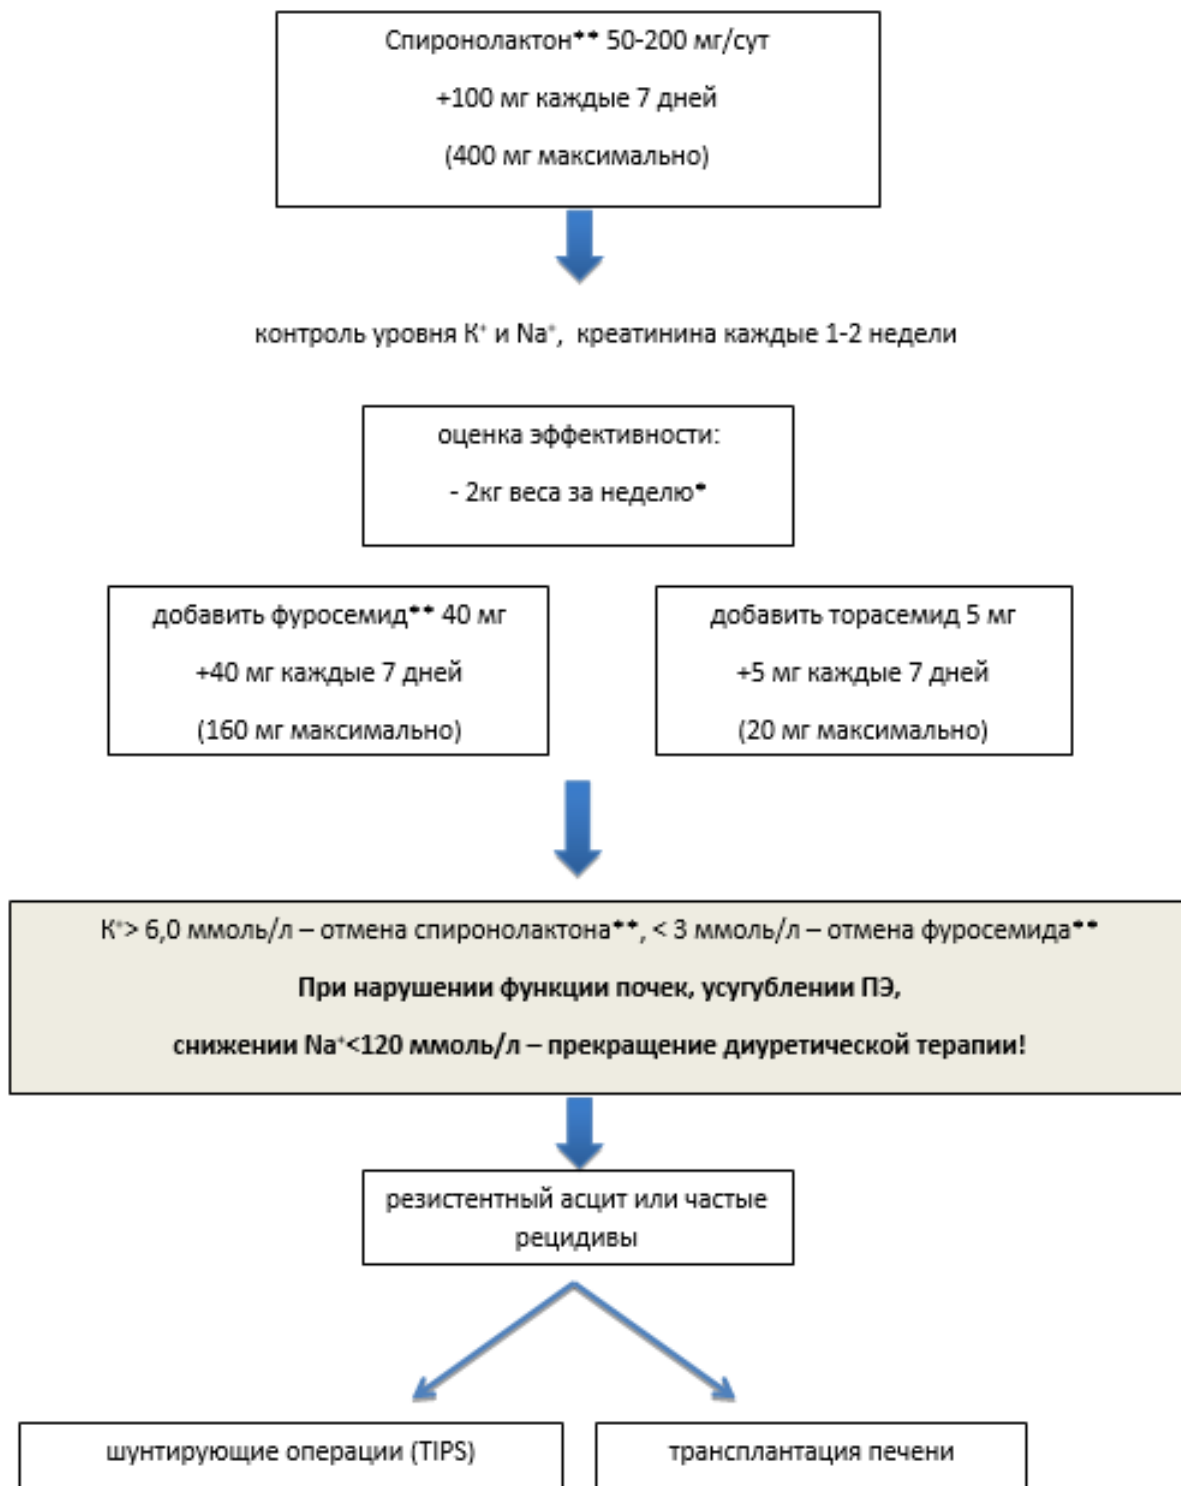 Спиронолактон** 50-200 мг/сут
+100 мг каждые 7 дней
(400 мг максимально)
контроль уровня K⁺ и Na⁺, креатинина каждые 1-2 недели
оценка эффективности:
- 2кг веса за неделю*
добавить фуросемид** 40 мг
+40 мг каждые 7 дней
(160 мг максимально)
добавить торасемид 5 мг
+5 мг каждые 7 дней
(20 мг максимально)
K⁺> 6,0 ммоль/л – отмена спиронолактона**, < 3 ммоль/л – отмена фуросемида**
При нарушении функции почек, усугублении ПЭ,
снижении Na⁺<120 ммоль/л – прекращение диуретической терапии!
резистентный асцит или частые
рецидивы
шунтирующие операции (TIPS)
трансплантация печени